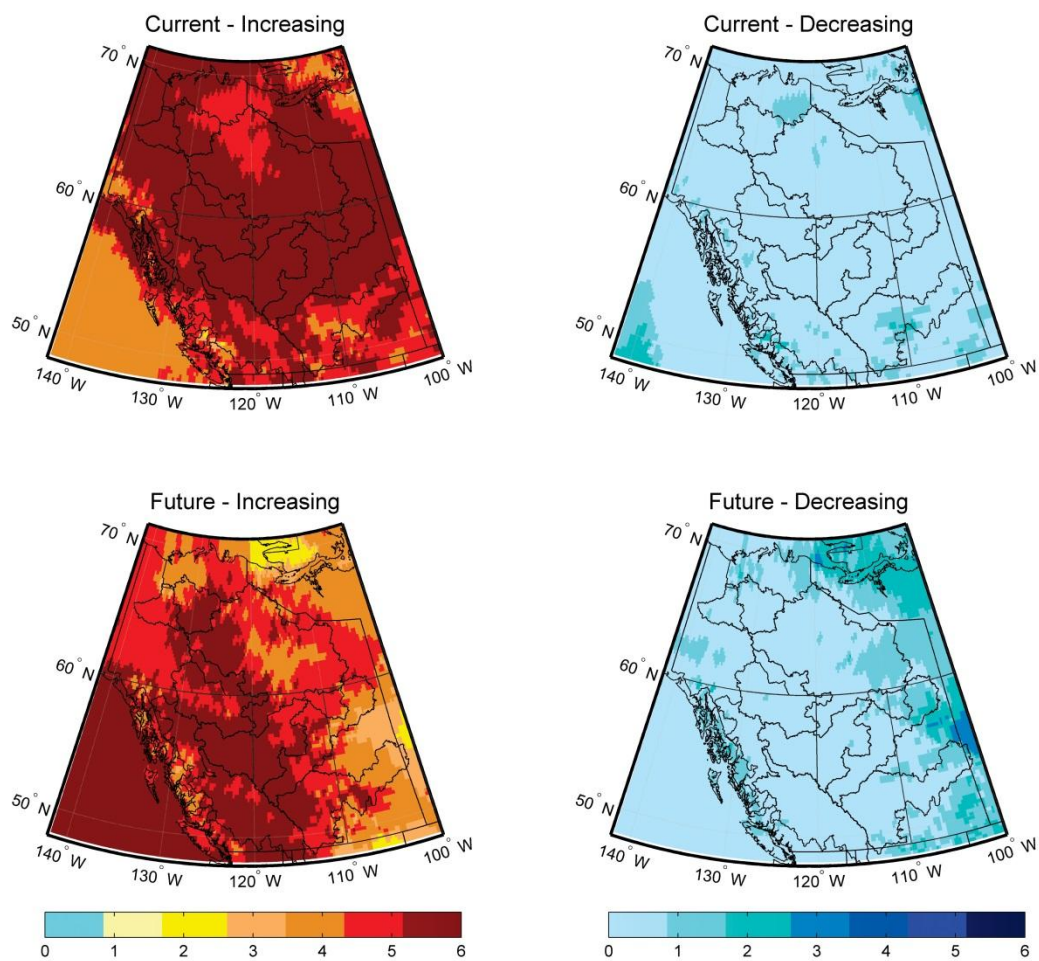 Current - Increasing
70° N
60° N
50° N
140° W
130° W
120° W
110° W
100° W
Current - Decreasing
70° N
60° N
50° N
140° W
130° W
120° W
110° W
100° W
Future - Increasing
70° N
60° N
50° N
140° W
130° W
120° W
110° W
100° W
Future - Decreasing
70° N
60° N
50° N
140° W
130° W
120° W
110° W
100° W
0 1 2 3 4 5 6
0 1 2 3 4 5 6